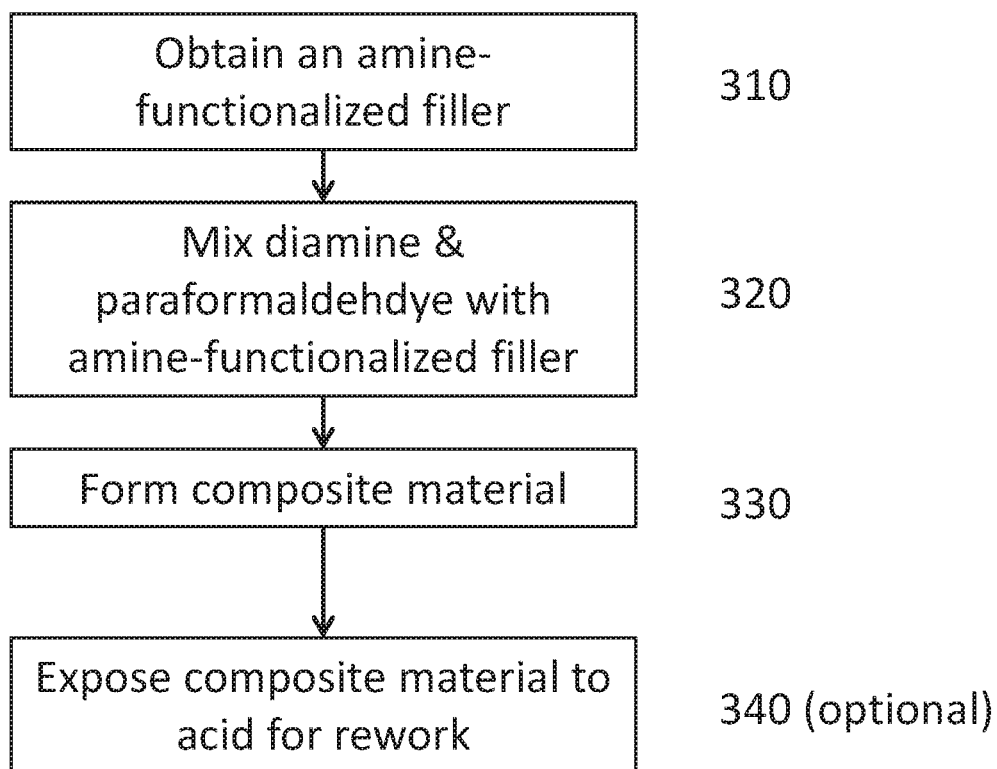 Obtain an amine-
functionalized filler
310
Mix diamine &
paraformaldehdye with
amine-functionalized filler
320
Form composite material
330
Expose composite material to
acid for rework
340 (optional)